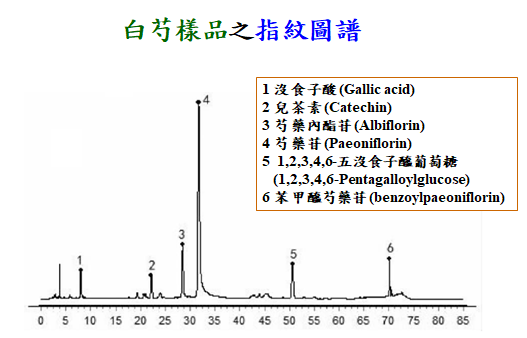 白芍樣品之指紋圖譜
1 沒食子酸 (Gallic acid)
2 兒茶素 (Catechin)
3 芍藥內酯苷 (Albiflorin)
4 芍藥苷 (Paeoniflorin)
5 1,2,3,4,6-五沒食子醯葡萄糖
(1,2,3,4,6-Pentagalloylglucose)
6 苯甲醯芍藥苷 (benzoylpaeoniflorin)
4
3
1
2
5
6
0 5 10 15 20 25 30 35 40 45 50 55 60 65 70 75 80 85